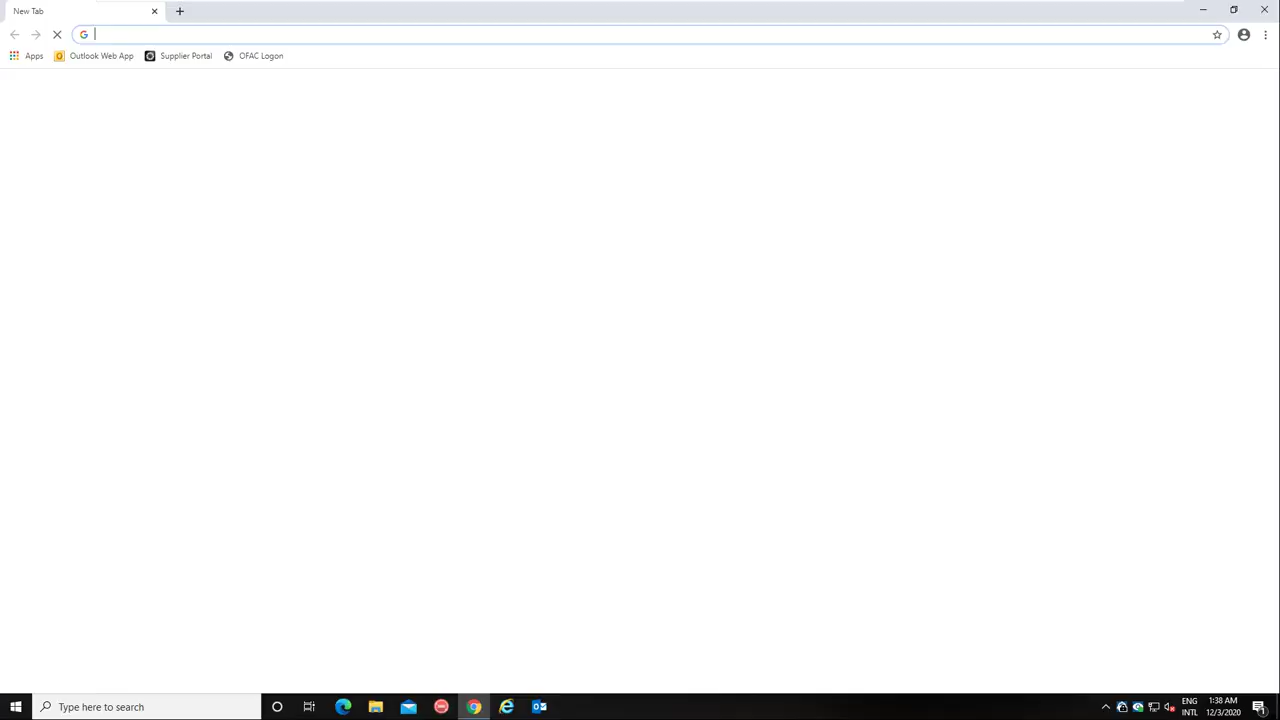 New Tab
Apps Outlook Web App Supplier Portal OFAC Logon
Type here to search
ENG 1:38 AM
INTL 12/3/2020